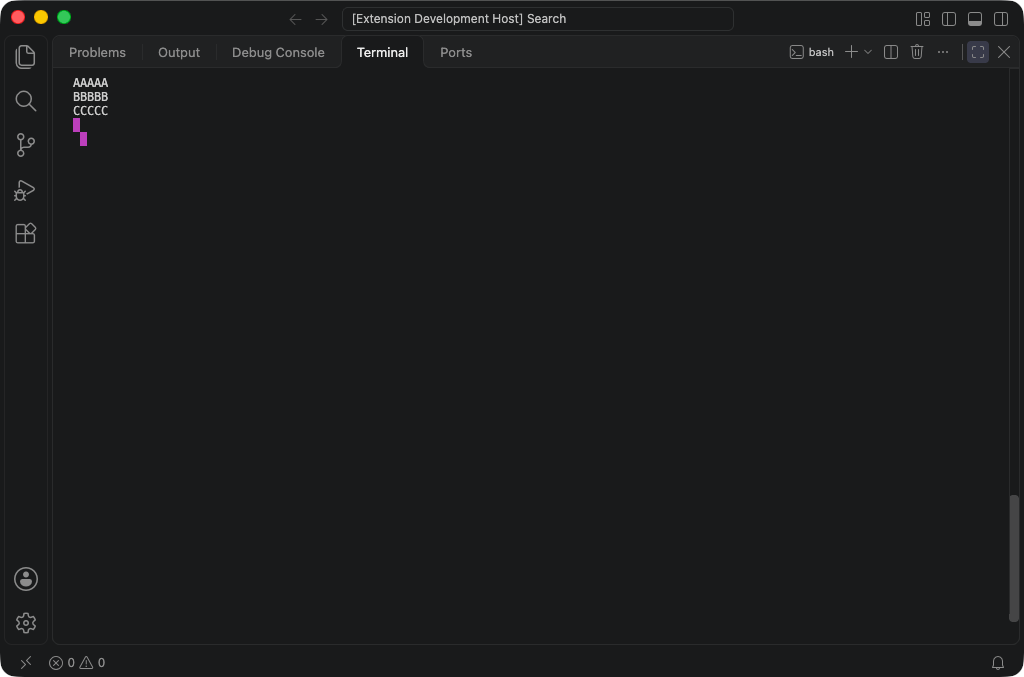 [Extension Development Host] Search
Problems
Output
Debug Console
Terminal
Ports
bash
AAAAA
BBBBB
CCCCC
0
0